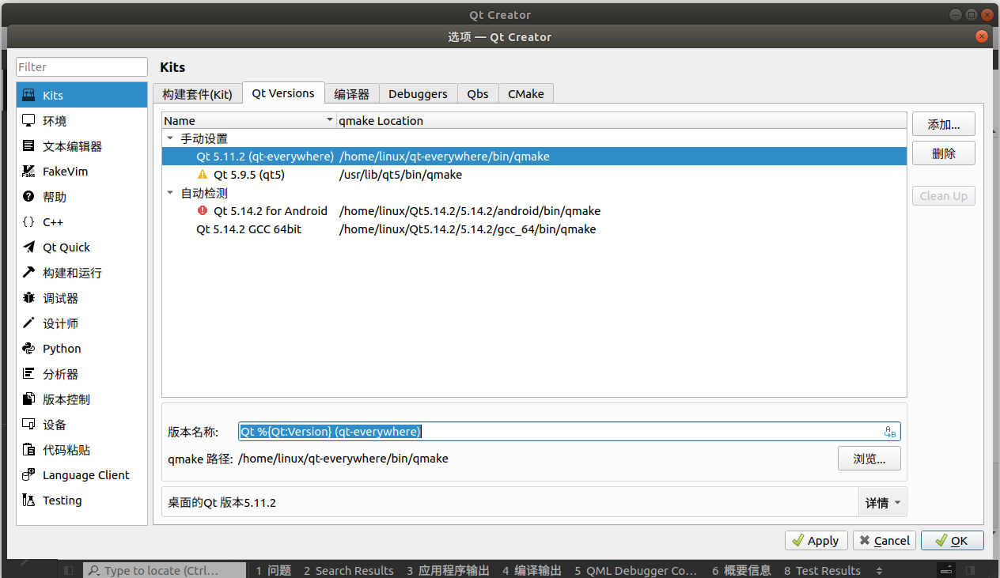 Qt Creator
选项 — Qt Creator
Filter
Kits
环境
文本编辑器
FakeVim
帮助
C++
Qt Quick
构建和运行
调试器
设计师
Python
分析器
版本控制
设备
代码粘贴
Language Client
Testing
Kits
构建套件(Kit) Qt Versions 编译器 Debuggers Qbs CMake
Name qmake Location
手动设置
Qt 5.11.2 (qt-everywhere) /home/linux/qt-everywhere/bin/qmake
Qt 5.9.5 (qt5) /usr/lib/qt5/bin/qmake
自动检测
Qt 5.14.2 for Android /home/linux/Qt5.14.2/5.14.2/android/bin/qmake
Qt 5.14.2 GCC 64bit /home/linux/Qt5.14.2/5.14.2/gcc_64/bin/qmake
添加...
删除
Clean Up
版本名称: Qt %{Qt:Version} (qt-everywhere)
qmake 路径: /home/linux/qt-everywhere/bin/qmake 浏览...
桌面的Qt 版本5.11.2 详情
Apply Cancel OK
Type to locate (Ctrl... 1 问题 2 Search Results 3 应用程序输出 4 编译输出 5 QML Debugger Co... 6 概要信息 8 Test Results